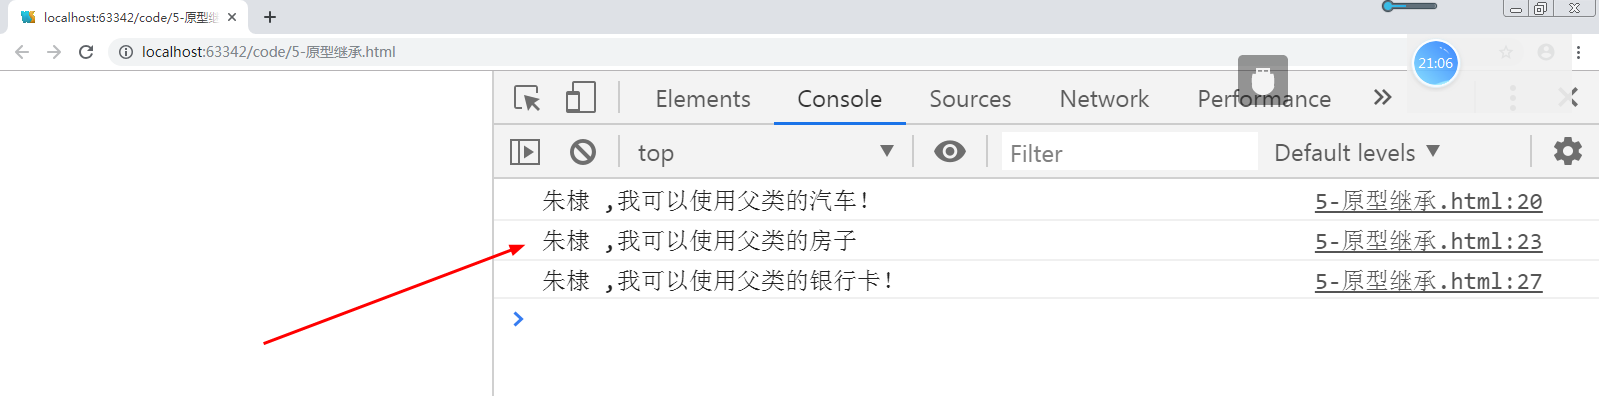 localhost:63342/code/5-原型继
localhost:63342/code/5-原型继承.html
21:06
Elements Console Sources Network Performance
top Filter Default levels
朱棣 ,我可以使用父类的汽车! 5-原型继承.html:20
朱棣 ,我可以使用父类的房子 5-原型继承.html:23
朱棣 ,我可以使用父类的银行卡! 5-原型继承.html:27